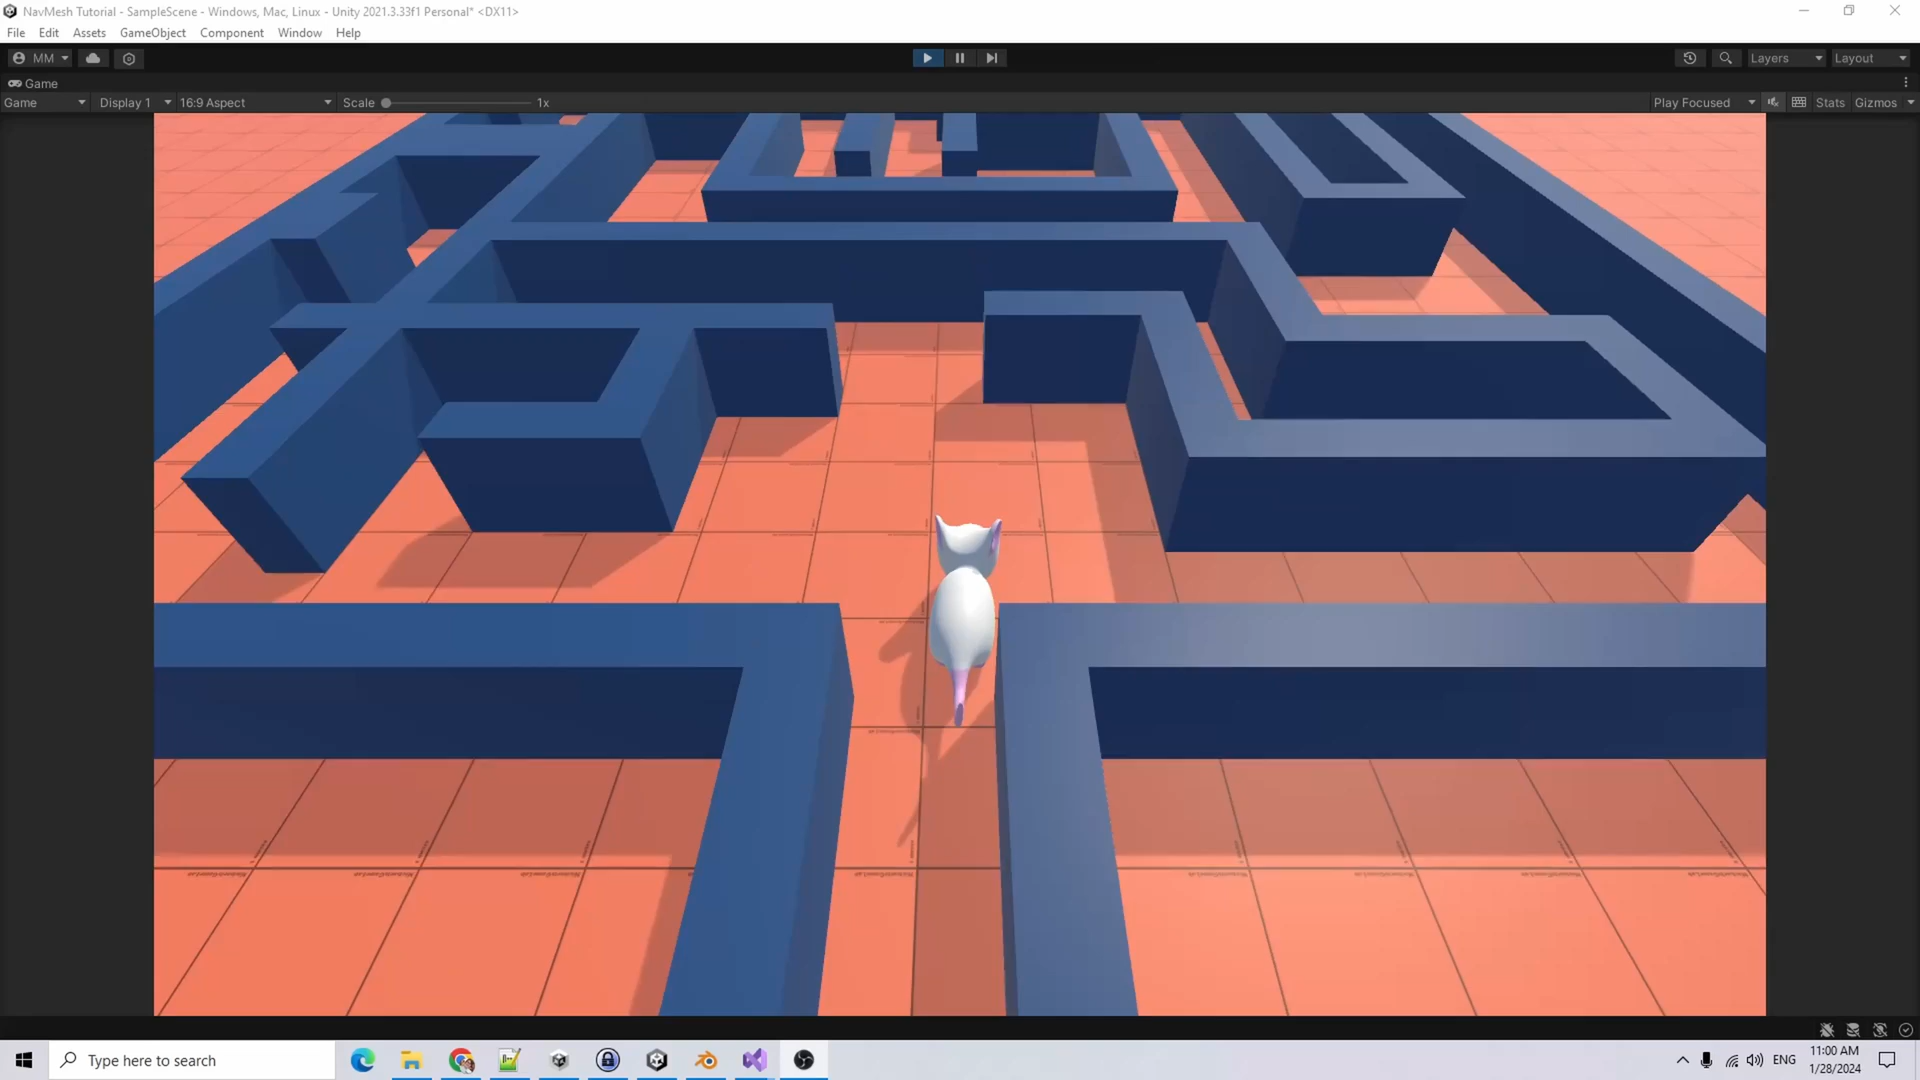 NavMesh Tutorial - SampleScene - Windows, Mac, Linux - Unity 2021.3.33f1 Personal* <DX11>
File Edit Assets GameObject Component Window Help
MM Layers Layout
Game
Game Display 1 16:9 Aspect Scale 1x Play Focused Stats Gizmos
Type here to search
ENG
11:00 AM
1/28/2024